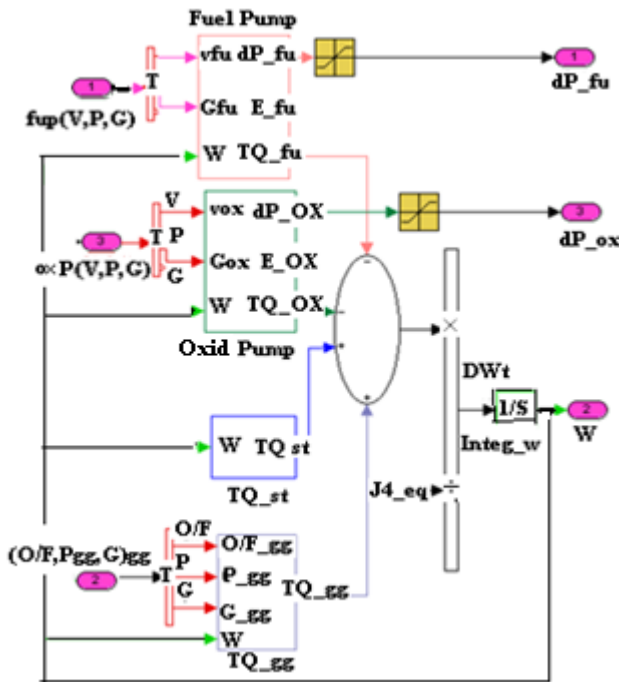 Fuel Pump
vfu dP_fu
1
T
1
dP_fu
Gfu E_fu
fup(V,P,G)
W TQ_fu
V
vox dP_OX
3
T P
3
dP_ox
G
Gox E_OX
P(V,P,G)
TQ_OX
W
Oxid Pump
-
-
+
+
×
DWt
1/S
2
W
Integ_w
W TQ st
TQ_st
J4_eq
÷
O/F
O/F_gg
(O/F,Pgg,G)gg
P
P_gg
2
T
TQ_gg
G
G_gg
W
TQ_gg